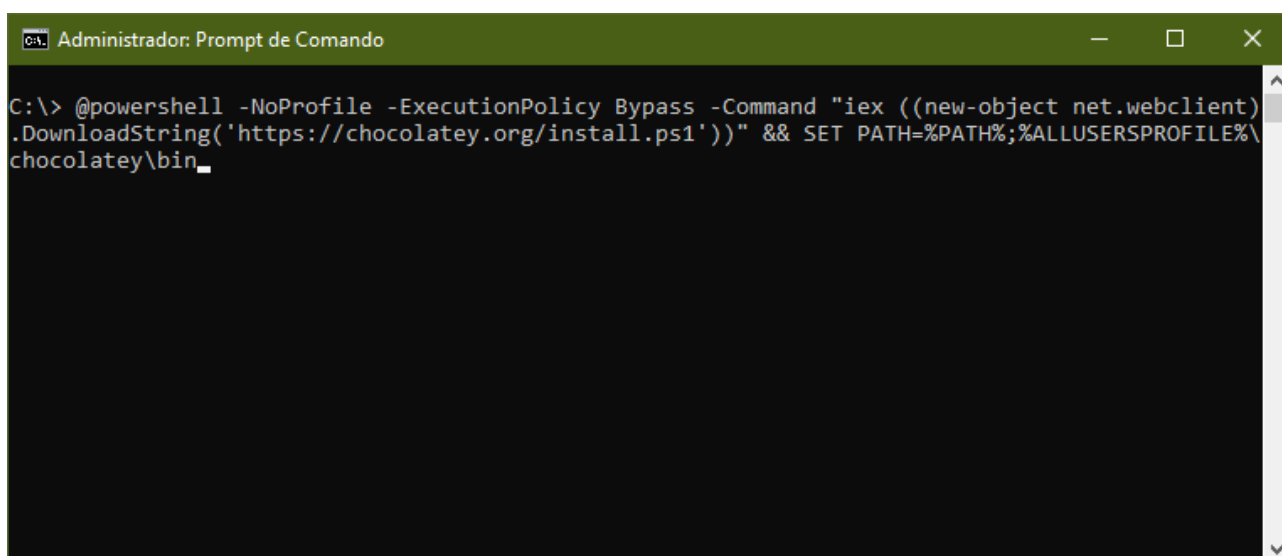 Administrador: Prompt de Comando
C:\> @powershell -NoProfile -ExecutionPolicy Bypass -Command "iex ((new-object net.webclient)
.DownloadString('https://chocolatey.org/install.ps1'))" && SET PATH=%PATH%;%ALLUSERSPROFILE%\
chocolatey\bin